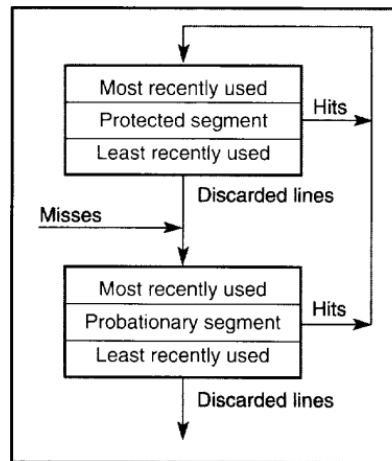 Most recently used
Protected segment
Hits
Least recently used
Discarded lines
Misses
Most recently used
Probationary segment
Hits
Least recently used
Discarded lines